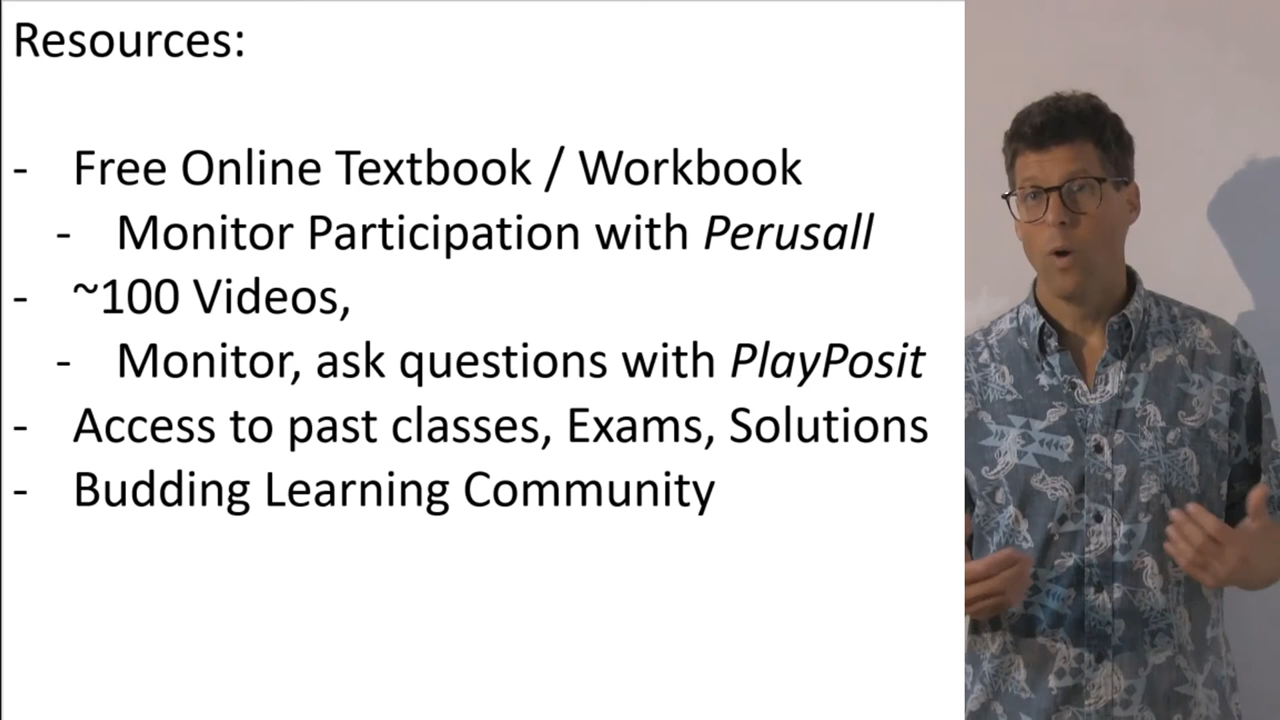 Resources:
- Free Online Textbook / Workbook
- Monitor Participation with Perusall
- ~100 Videos,
- Monitor, ask questions with PlayPosit
- Access to past classes, Exams, Solutions
- Budding Learning Community